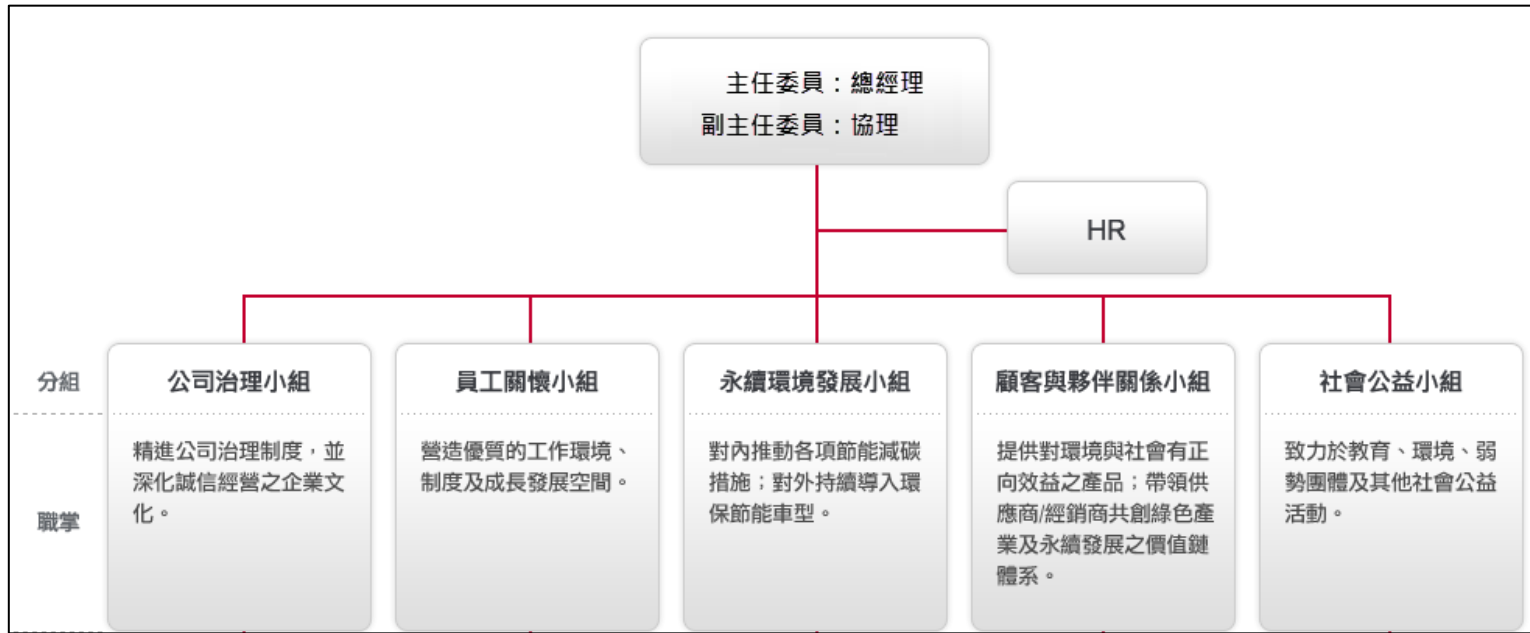 主任委員：總經理
副主任委員：協理
HR
分組
公司治理小組
員工關懷小組
永續環境發展小組
顧客與夥伴關係小組
社會公益小組
職掌
精進公司治理制度，並
深化誠信經營之企業文
化。
營造優質的工作環境、
制度及成長發展空間。
對內推動各項節能減碳
措施；對外持續導入環
保節能車型。
提供對環境與社會有正
向效益之產品；帶領供
應商/經銷商共創綠色產
業及永續發展之價值鏈
體系。
致力於教育、環境、弱
勢團體及其他社會公益
活動。